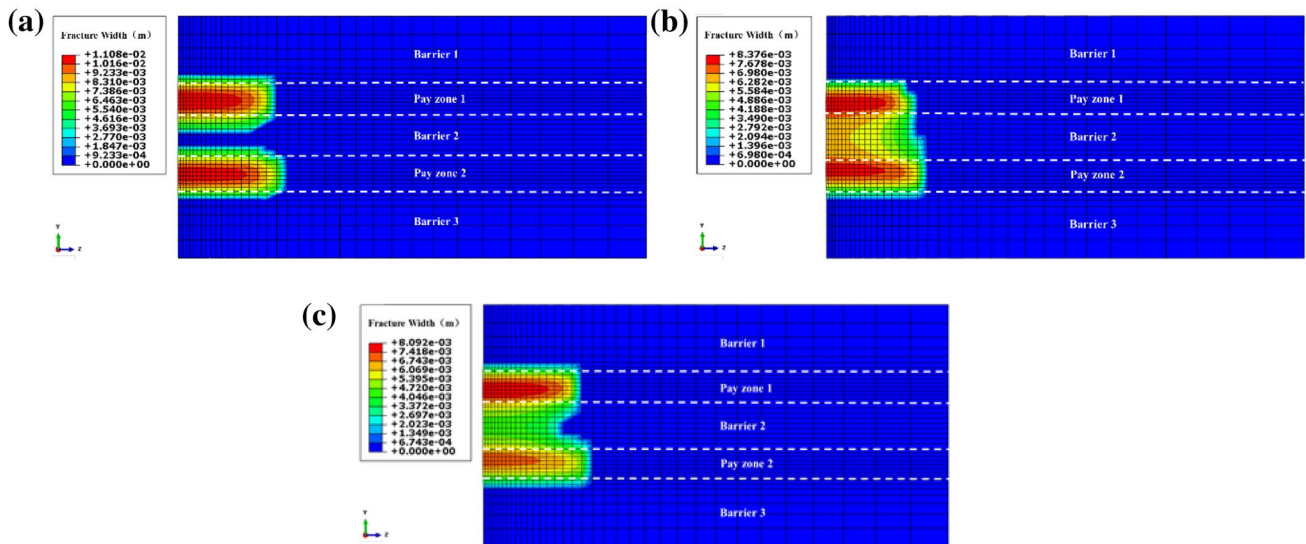 (a)
Fracture Width（m）
+1.108e-02
+1.016e-02
+9.233e-03
+8.310e-03
+7.386e-03
+6.463e-03
+5.540e-03
+4.616e-03
+3.693e-03
+2.770e-03
+1.847e-03
+9.233e-04
+0.000e+00
Barrier 1
Pay zone 1
Barrier 2
Pay zone 2
Barrier 3
Y
Z
(b)
Fracture Width（m）
+8.376e-03
+7.678e-03
+6.980e-03
+6.282e-03
+5.584e-03
+4.886e-03
+4.188e-03
+3.490e-03
+2.792e-03
+2.094e-03
+1.396e-03
+6.980e-04
+0.000e+00
Barrier 1
Pay zone 1
Barrier 2
Pay zone 2
Barrier 3
Y
Z
(c)
Fracture Width（m）
+8.092e-03
+7.418e-03
+6.743e-03
+6.069e-03
+5.395e-03
+4.720e-03
+4.046e-03
+3.372e-03
+2.697e-03
+2.023e-03
+1.349e-03
+6.743e-04
+0.000e+00
Barrier 1
Pay zone 1
Barrier 2
Pay zone 2
Barrier 3
Y
Z